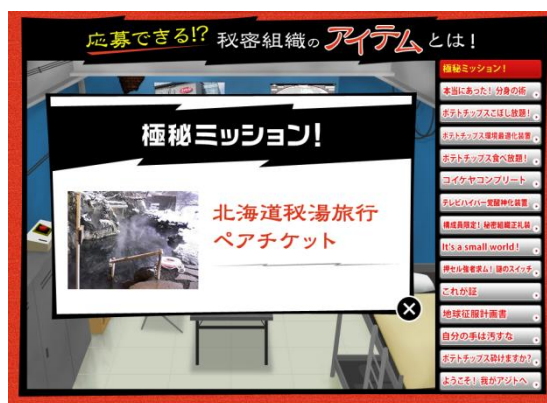 応募できる!? 秘密組織のアイテムとは!
極秘ミッション!
北海道秘湯旅行
ペアチケット
極秘ミッション!
本当にあった! 分身の術
ポテトチップスこぼし放題!
ポテトチップス環境最適化装置
ポテトチップス食べ放題!
コイケヤコンプリート
テレビハイパー覚醒神化装置
構成員限定! 秘密組織正礼装
It's a small world!
押セル強者求ム! 謎のスイッチ
これが証
地球征服計画書
自分の手は汚すな
ポテトチップス砕けますか?
ようこそ! 我がアジトへ